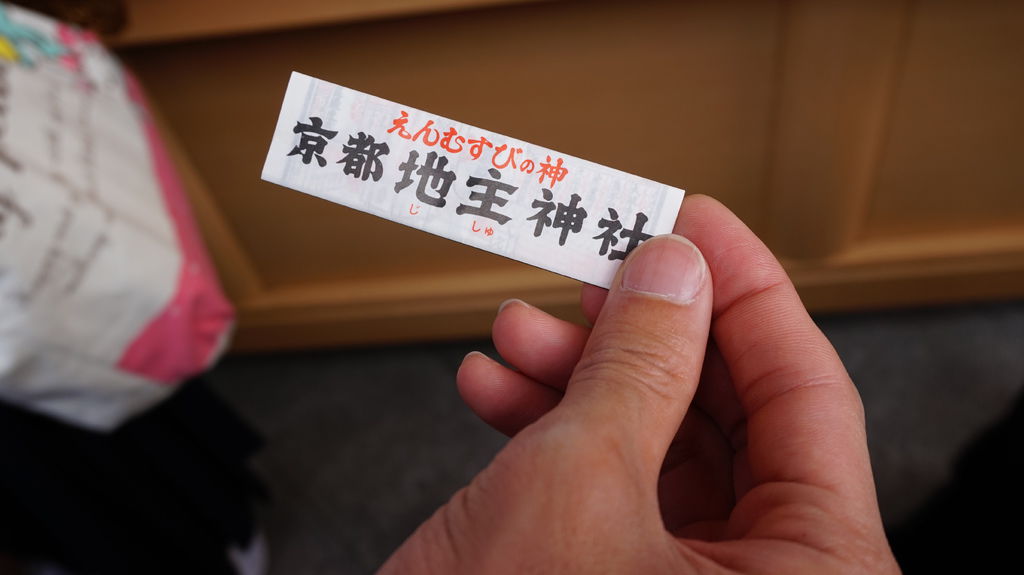 えんむすびの神
京都地主神社
じしゅ